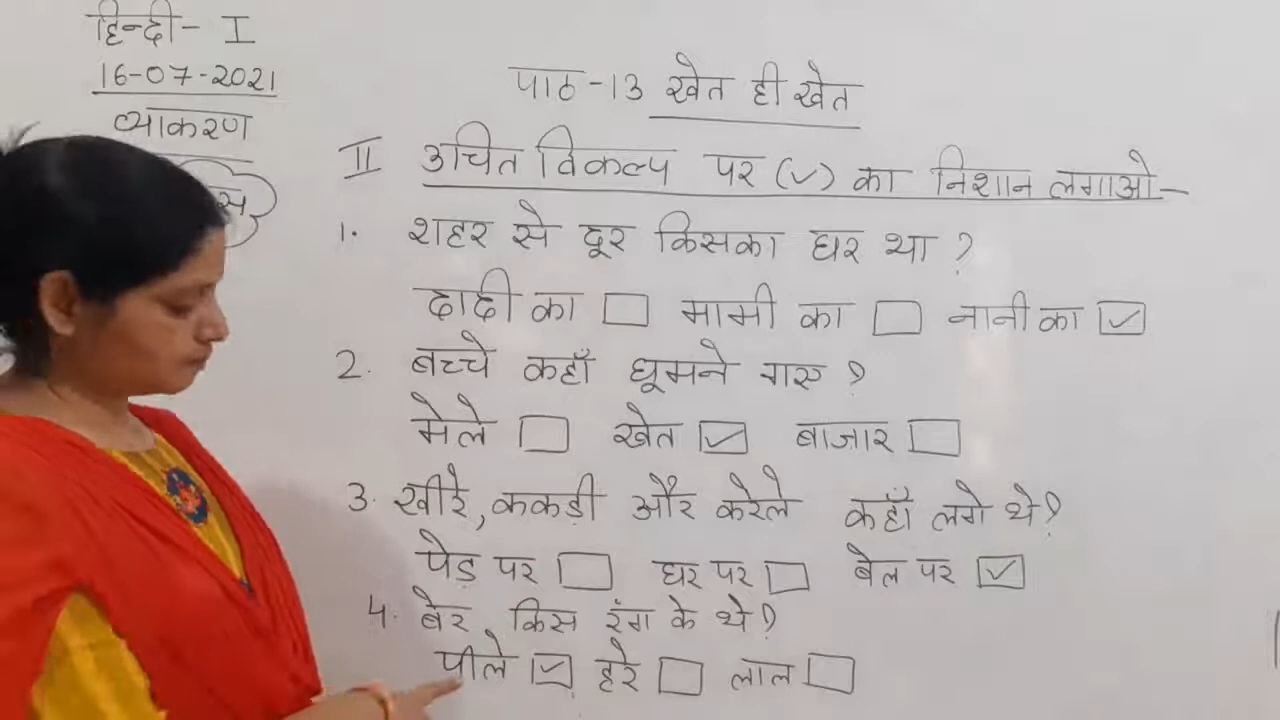 हिन्दी- I
16-07-2021
व्याकरण
पाठ-13 खेत ही खेत
II उचित विकल्प पर (✓) का निशान लगाओ-
1. शहर से दूर किसका घर था ?
दादी का ☐ मामी का ☐ नानी का ☑
2. बच्चे कहाँ घूमने गए ?
मेले ☐ खेत ☑ बाजार ☐
3. खीरे, ककड़ी और करेले कहाँ लगे थे ?
पेड़ पर ☐ घर पर ☐ बेल पर ☑
4. बेर किस रंग के थे ?
पीले ☑ हरे ☐ लाल ☐